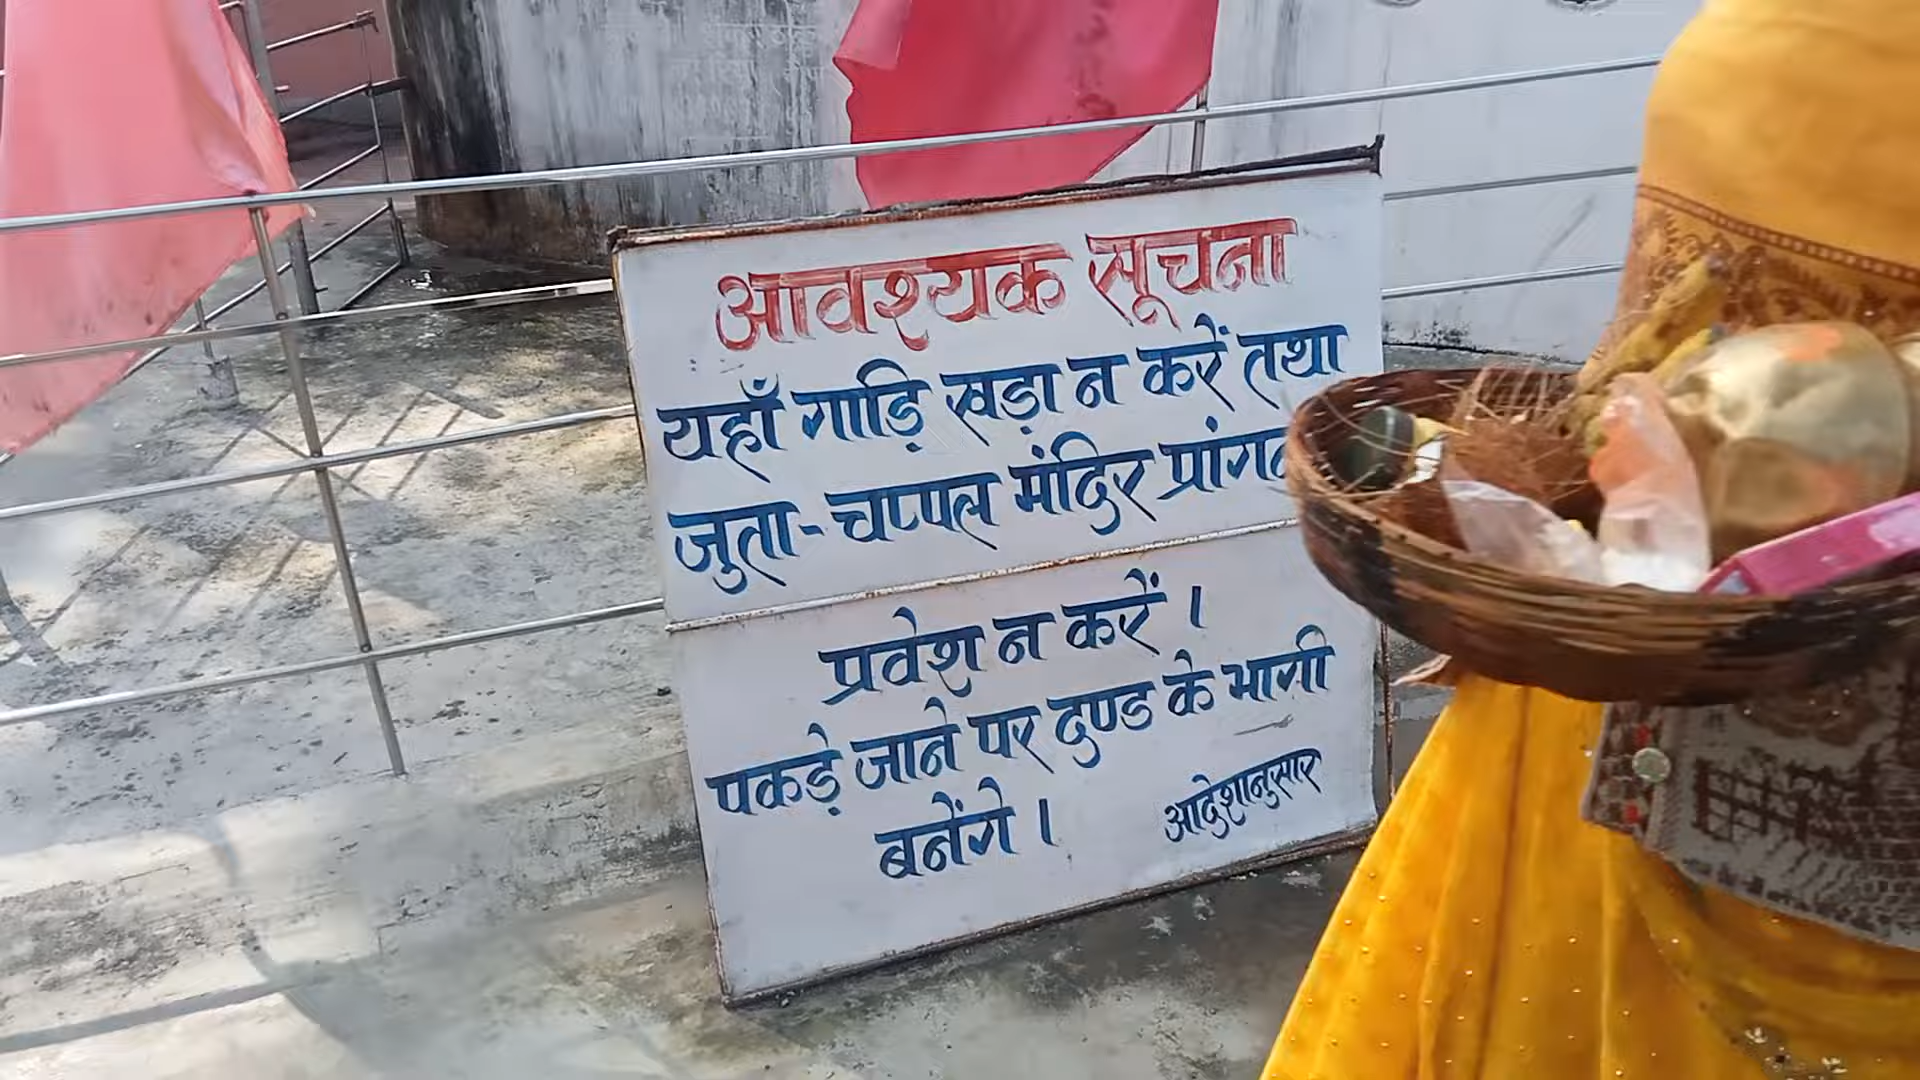 आवश्यक सूचना
यहाँ गाड़ि खड़ा न करें तथा
जुता-चप्पल मंदिर
प्रवेश न करें ।
पकड़े जाने पर दण्ड के भागी
बनेंगे ।
आदेशानुसार